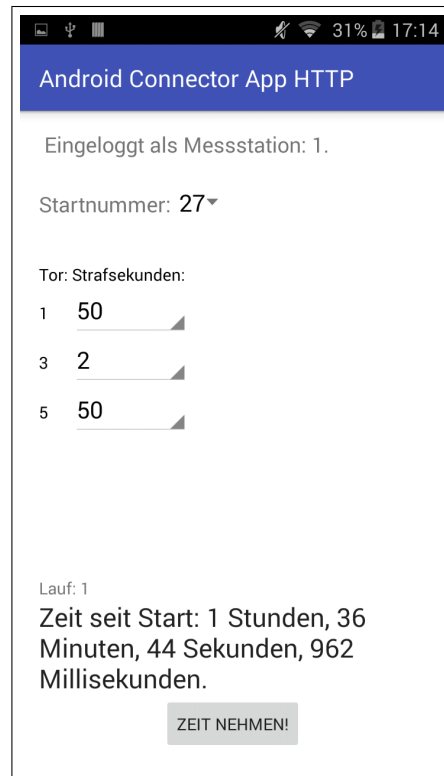 31% 17:14
Android Connector App HTTP
Eingeloggt als Messstation: 1.
Startnummer: 27
Tor: Strafsekunden:
1 50
3 2
5 50
Lauf: 1
Zeit seit Start: 1 Stunden, 36
Minuten, 44 Sekunden, 962
Millisekunden.
ZEIT NEHMEN!